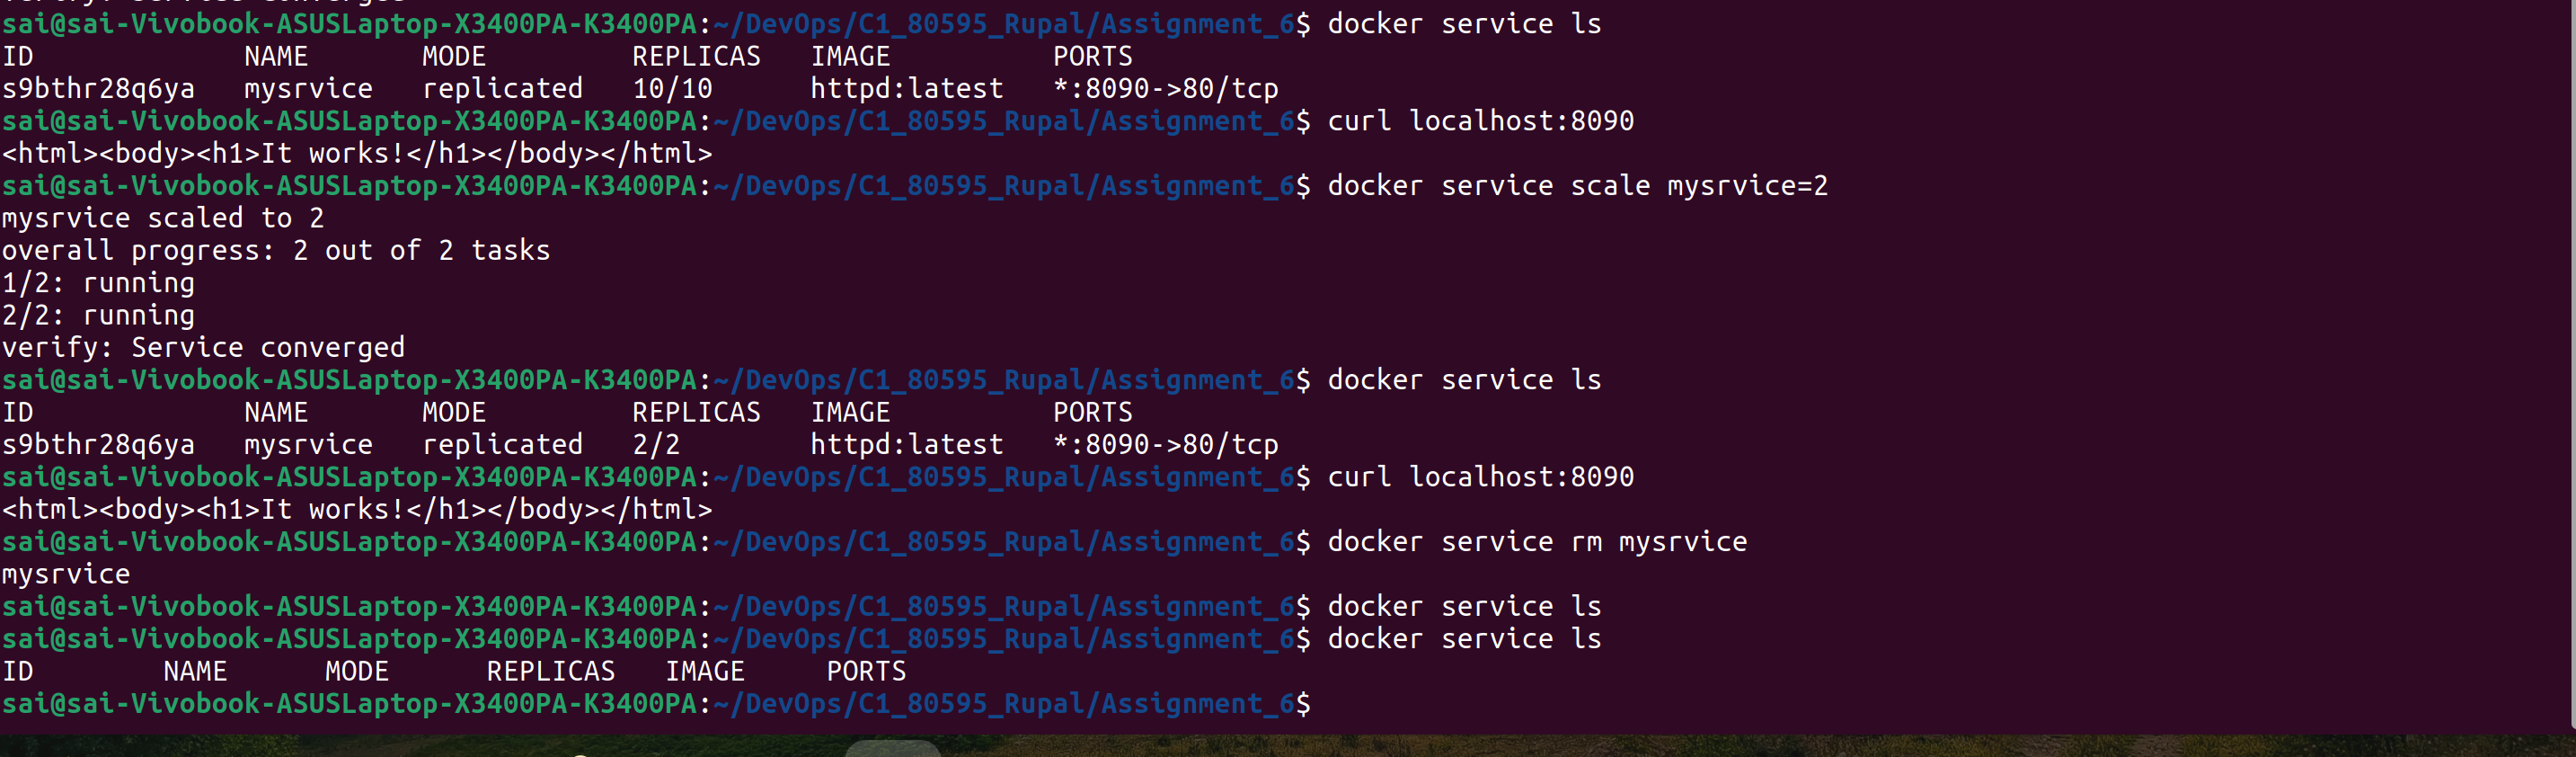 verify: Service converged
sai@sai-Vivobook-ASUSLaptop-X3400PA-K3400PA:~/DevOps/C1_80595_Rupal/Assignment_6$ docker service ls
ID             NAME       MODE         REPLICAS   IMAGE          PORTS
s9bthr28q6ya   mysrvice   replicated   10/10      httpd:latest   *:8090->80/tcp
sai@sai-Vivobook-ASUSLaptop-X3400PA-K3400PA:~/DevOps/C1_80595_Rupal/Assignment_6$ curl localhost:8090
<html><body><h1>It works!</h1></body></html>
sai@sai-Vivobook-ASUSLaptop-X3400PA-K3400PA:~/DevOps/C1_80595_Rupal/Assignment_6$ docker service scale mysrvice=2
mysrvice scaled to 2
overall progress: 2 out of 2 tasks
1/2: running
2/2: running
verify: Service converged
sai@sai-Vivobook-ASUSLaptop-X3400PA-K3400PA:~/DevOps/C1_80595_Rupal/Assignment_6$ docker service ls
ID             NAME       MODE         REPLICAS   IMAGE          PORTS
s9bthr28q6ya   mysrvice   replicated   2/2        httpd:latest   *:8090->80/tcp
sai@sai-Vivobook-ASUSLaptop-X3400PA-K3400PA:~/DevOps/C1_80595_Rupal/Assignment_6$ curl localhost:8090
<html><body><h1>It works!</h1></body></html>
sai@sai-Vivobook-ASUSLaptop-X3400PA-K3400PA:~/DevOps/C1_80595_Rupal/Assignment_6$ docker service rm mysrvice
mysrvice
sai@sai-Vivobook-ASUSLaptop-X3400PA-K3400PA:~/DevOps/C1_80595_Rupal/Assignment_6$ docker service ls
sai@sai-Vivobook-ASUSLaptop-X3400PA-K3400PA:~/DevOps/C1_80595_Rupal/Assignment_6$ docker service ls
ID        NAME      MODE      REPLICAS   IMAGE     PORTS
sai@sai-Vivobook-ASUSLaptop-X3400PA-K3400PA:~/DevOps/C1_80595_Rupal/Assignment_6$